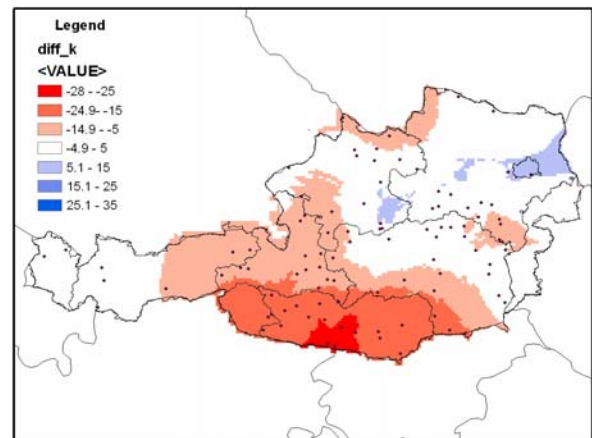 Legend
diff_k
<VALUE>
-28 - -25
-24.9 - -15
-14.9 - -5
-4.9 - 5
5.1 - 15
15.1 - 25
25.1 - 35